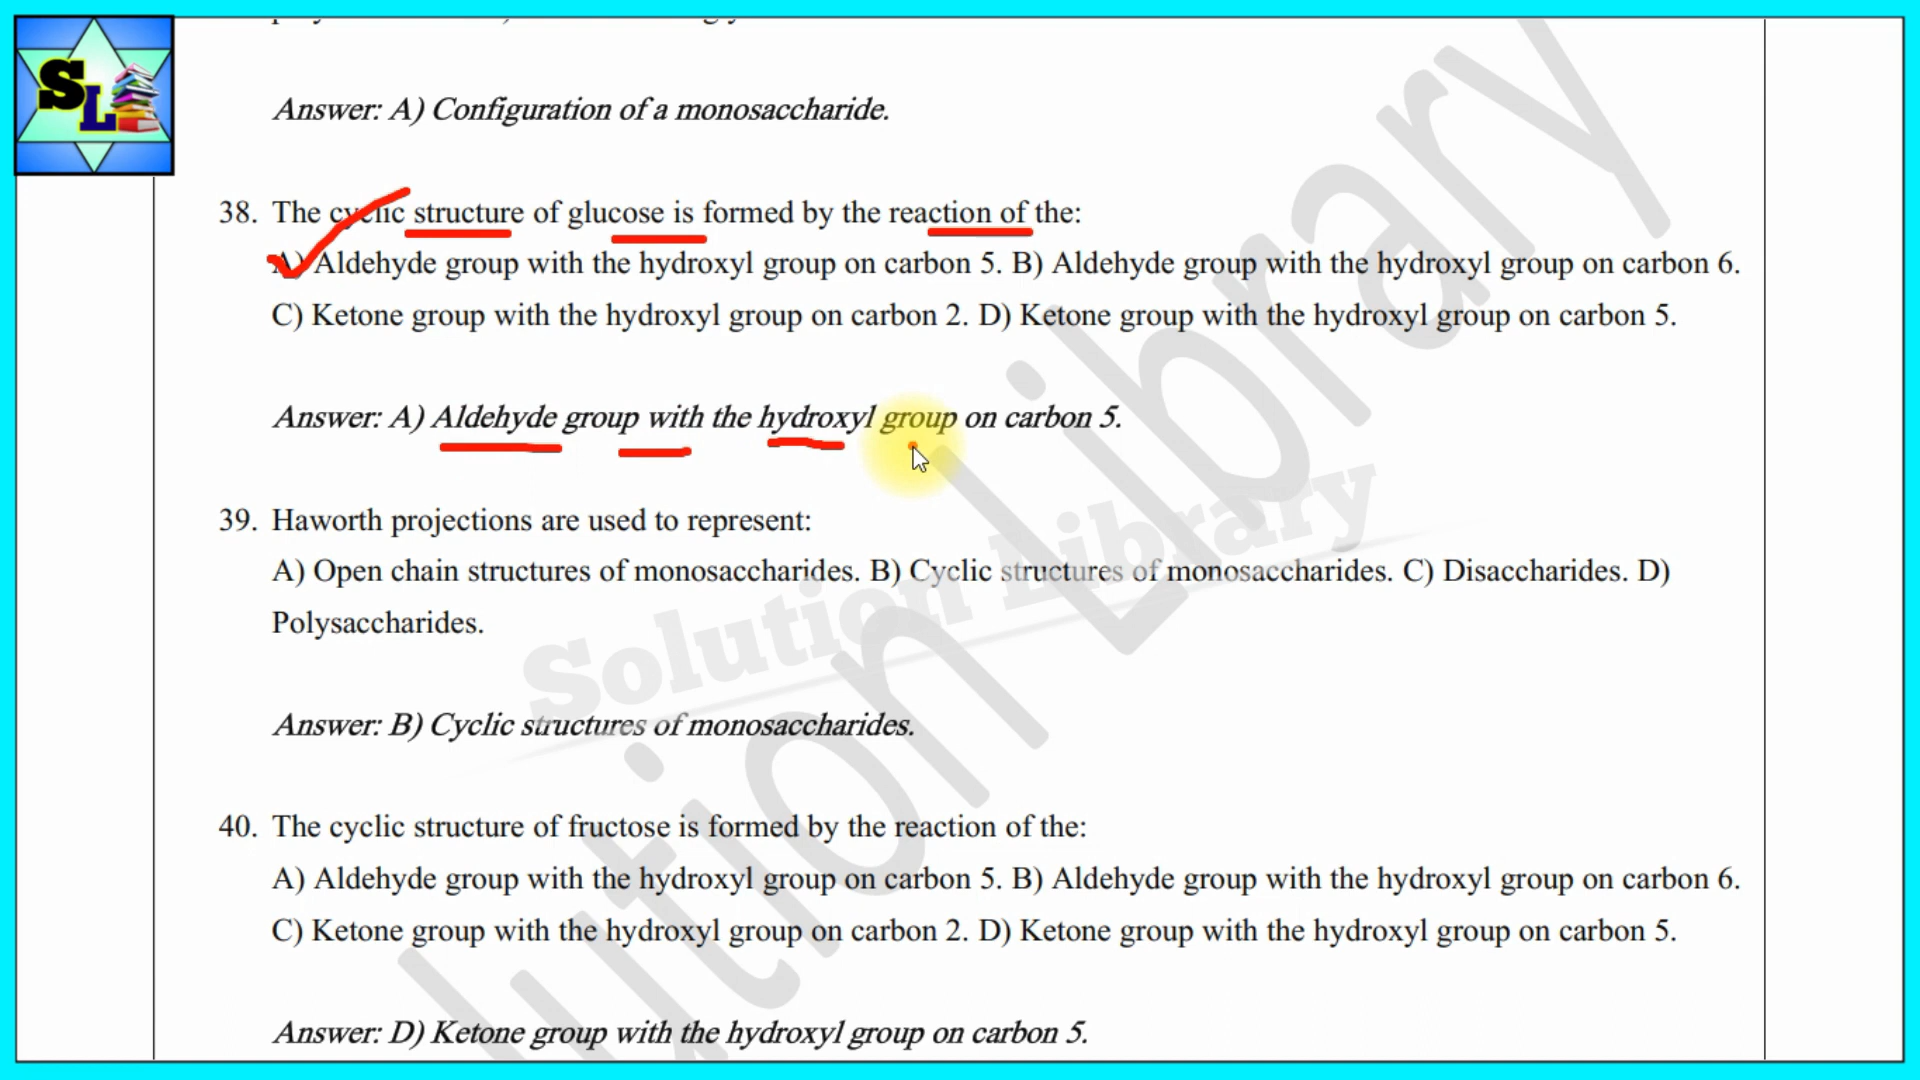 SL
Answer: A) Configuration of a monosaccharide.
38. The cyclic structure of glucose is formed by the reaction of the:
A) Aldehyde group with the hydroxyl group on carbon 5. B) Aldehyde group with the hydroxyl group on carbon 6.
C) Ketone group with the hydroxyl group on carbon 2. D) Ketone group with the hydroxyl group on carbon 5.
Answer: A) Aldehyde group with the hydroxyl group on carbon 5.
39. Haworth projections are used to represent:
A) Open chain structures of monosaccharides. B) Cyclic structures of monosaccharides. C) Disaccharides. D)
Polysaccharides.
Solution Library
Answer: B) Cyclic structures of monosaccharides.
40. The cyclic structure of fructose is formed by the reaction of the:
A) Aldehyde group with the hydroxyl group on carbon 5. B) Aldehyde group with the hydroxyl group on carbon 6.
C) Ketone group with the hydroxyl group on carbon 2. D) Ketone group with the hydroxyl group on carbon 5.
Answer: D) Ketone group with the hydroxyl group on carbon 5.
lution Library